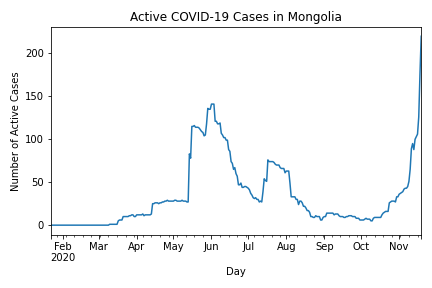 Active COVID-19 Cases in Mongolia
Number of Active Cases
200
150
100
50
0
Feb Mar Apr May Jun Jul Aug Sep Oct Nov
2020
Day